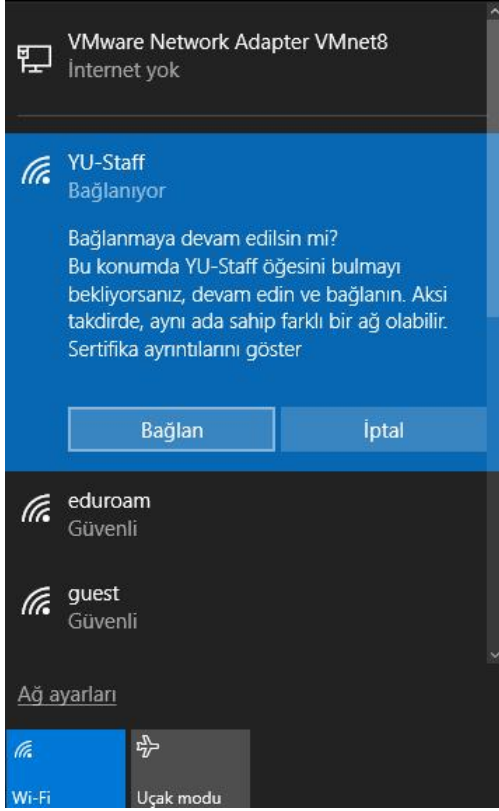 VMware Network Adapter VMnet8
İnternet yok
YU-Staff
Bağlanıyor
Bağlanmaya devam edilsin mi?
Bu konumda YU-Staff öğesini bulmayı
bekliyorsanız, devam edin ve bağlanın. Aksi
takdirde, aynı ada sahip farklı bir ağ olabilir.
Sertifika ayrıntılarını göster
Bağlan
İptal
eduroam
Güvenli
guest
Güvenli
Ağ ayarları
Wi-Fi
Uçak modu